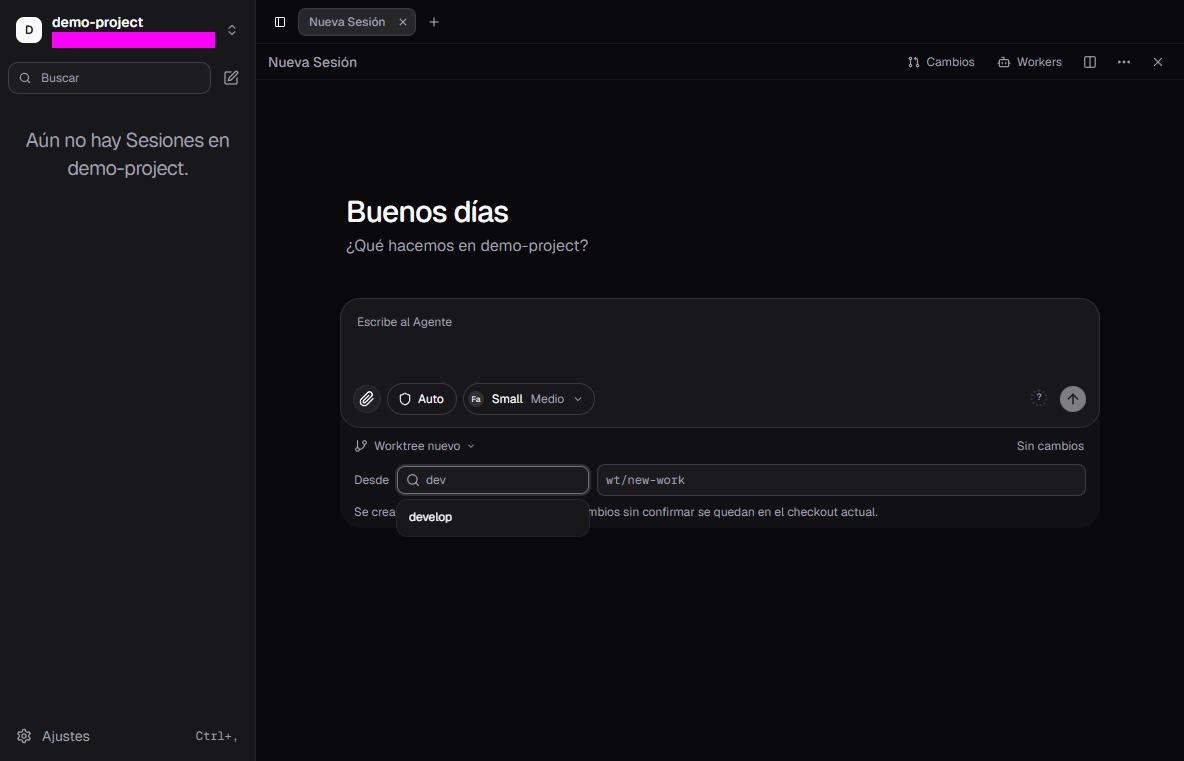 D
demo-project
Buscar
Aún no hay Sesiones en
demo-project.
Ajustes
Ctrl+,
Nueva Sesión
Nueva Sesión
Cambios
Workers
Buenos días
¿Qué hacemos en demo-project?
Escribe al Agente
Auto
Fa
Small Medio
?
Worktree nuevo
Sin cambios
Desde
dev
wt/new-work
Se crea
mbios sin confirmar se quedan en el checkout actual.
develop